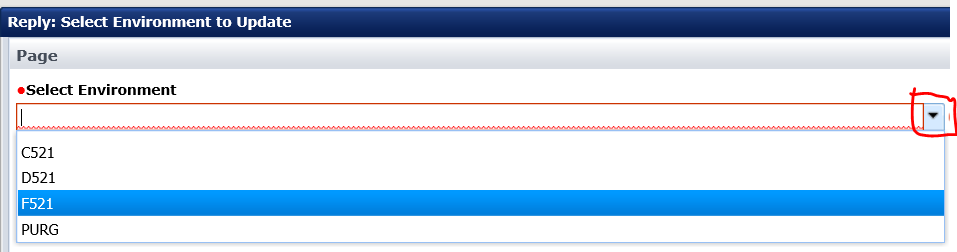 Reply: Select Environment to Update
Page
Select Environment
C521
D521
F521
PURG